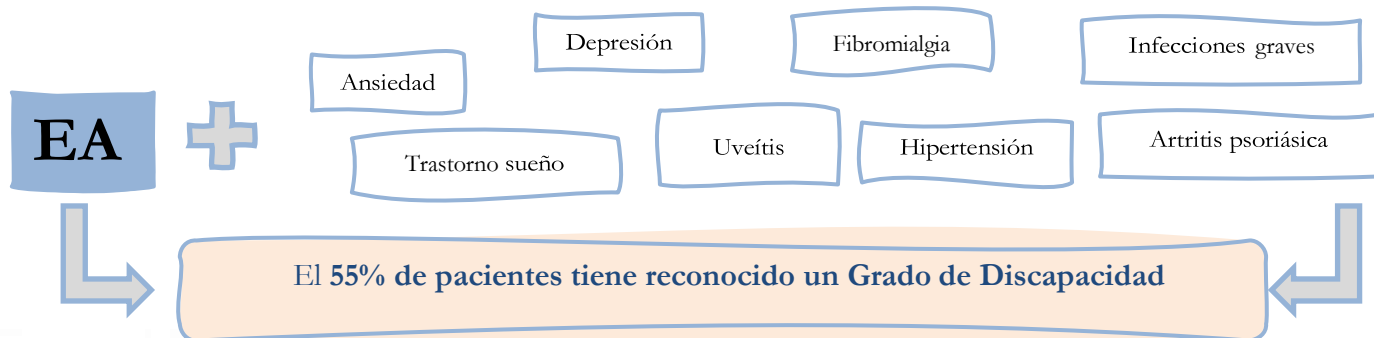 EA
Ansiedad
Depresión
Fibromialgia
Infecciones graves
Trastorno sueño
Uveítis
Hipertensión
Artritis psoriásica
El 55% de pacientes tiene reconocido un Grado de Discapacidad